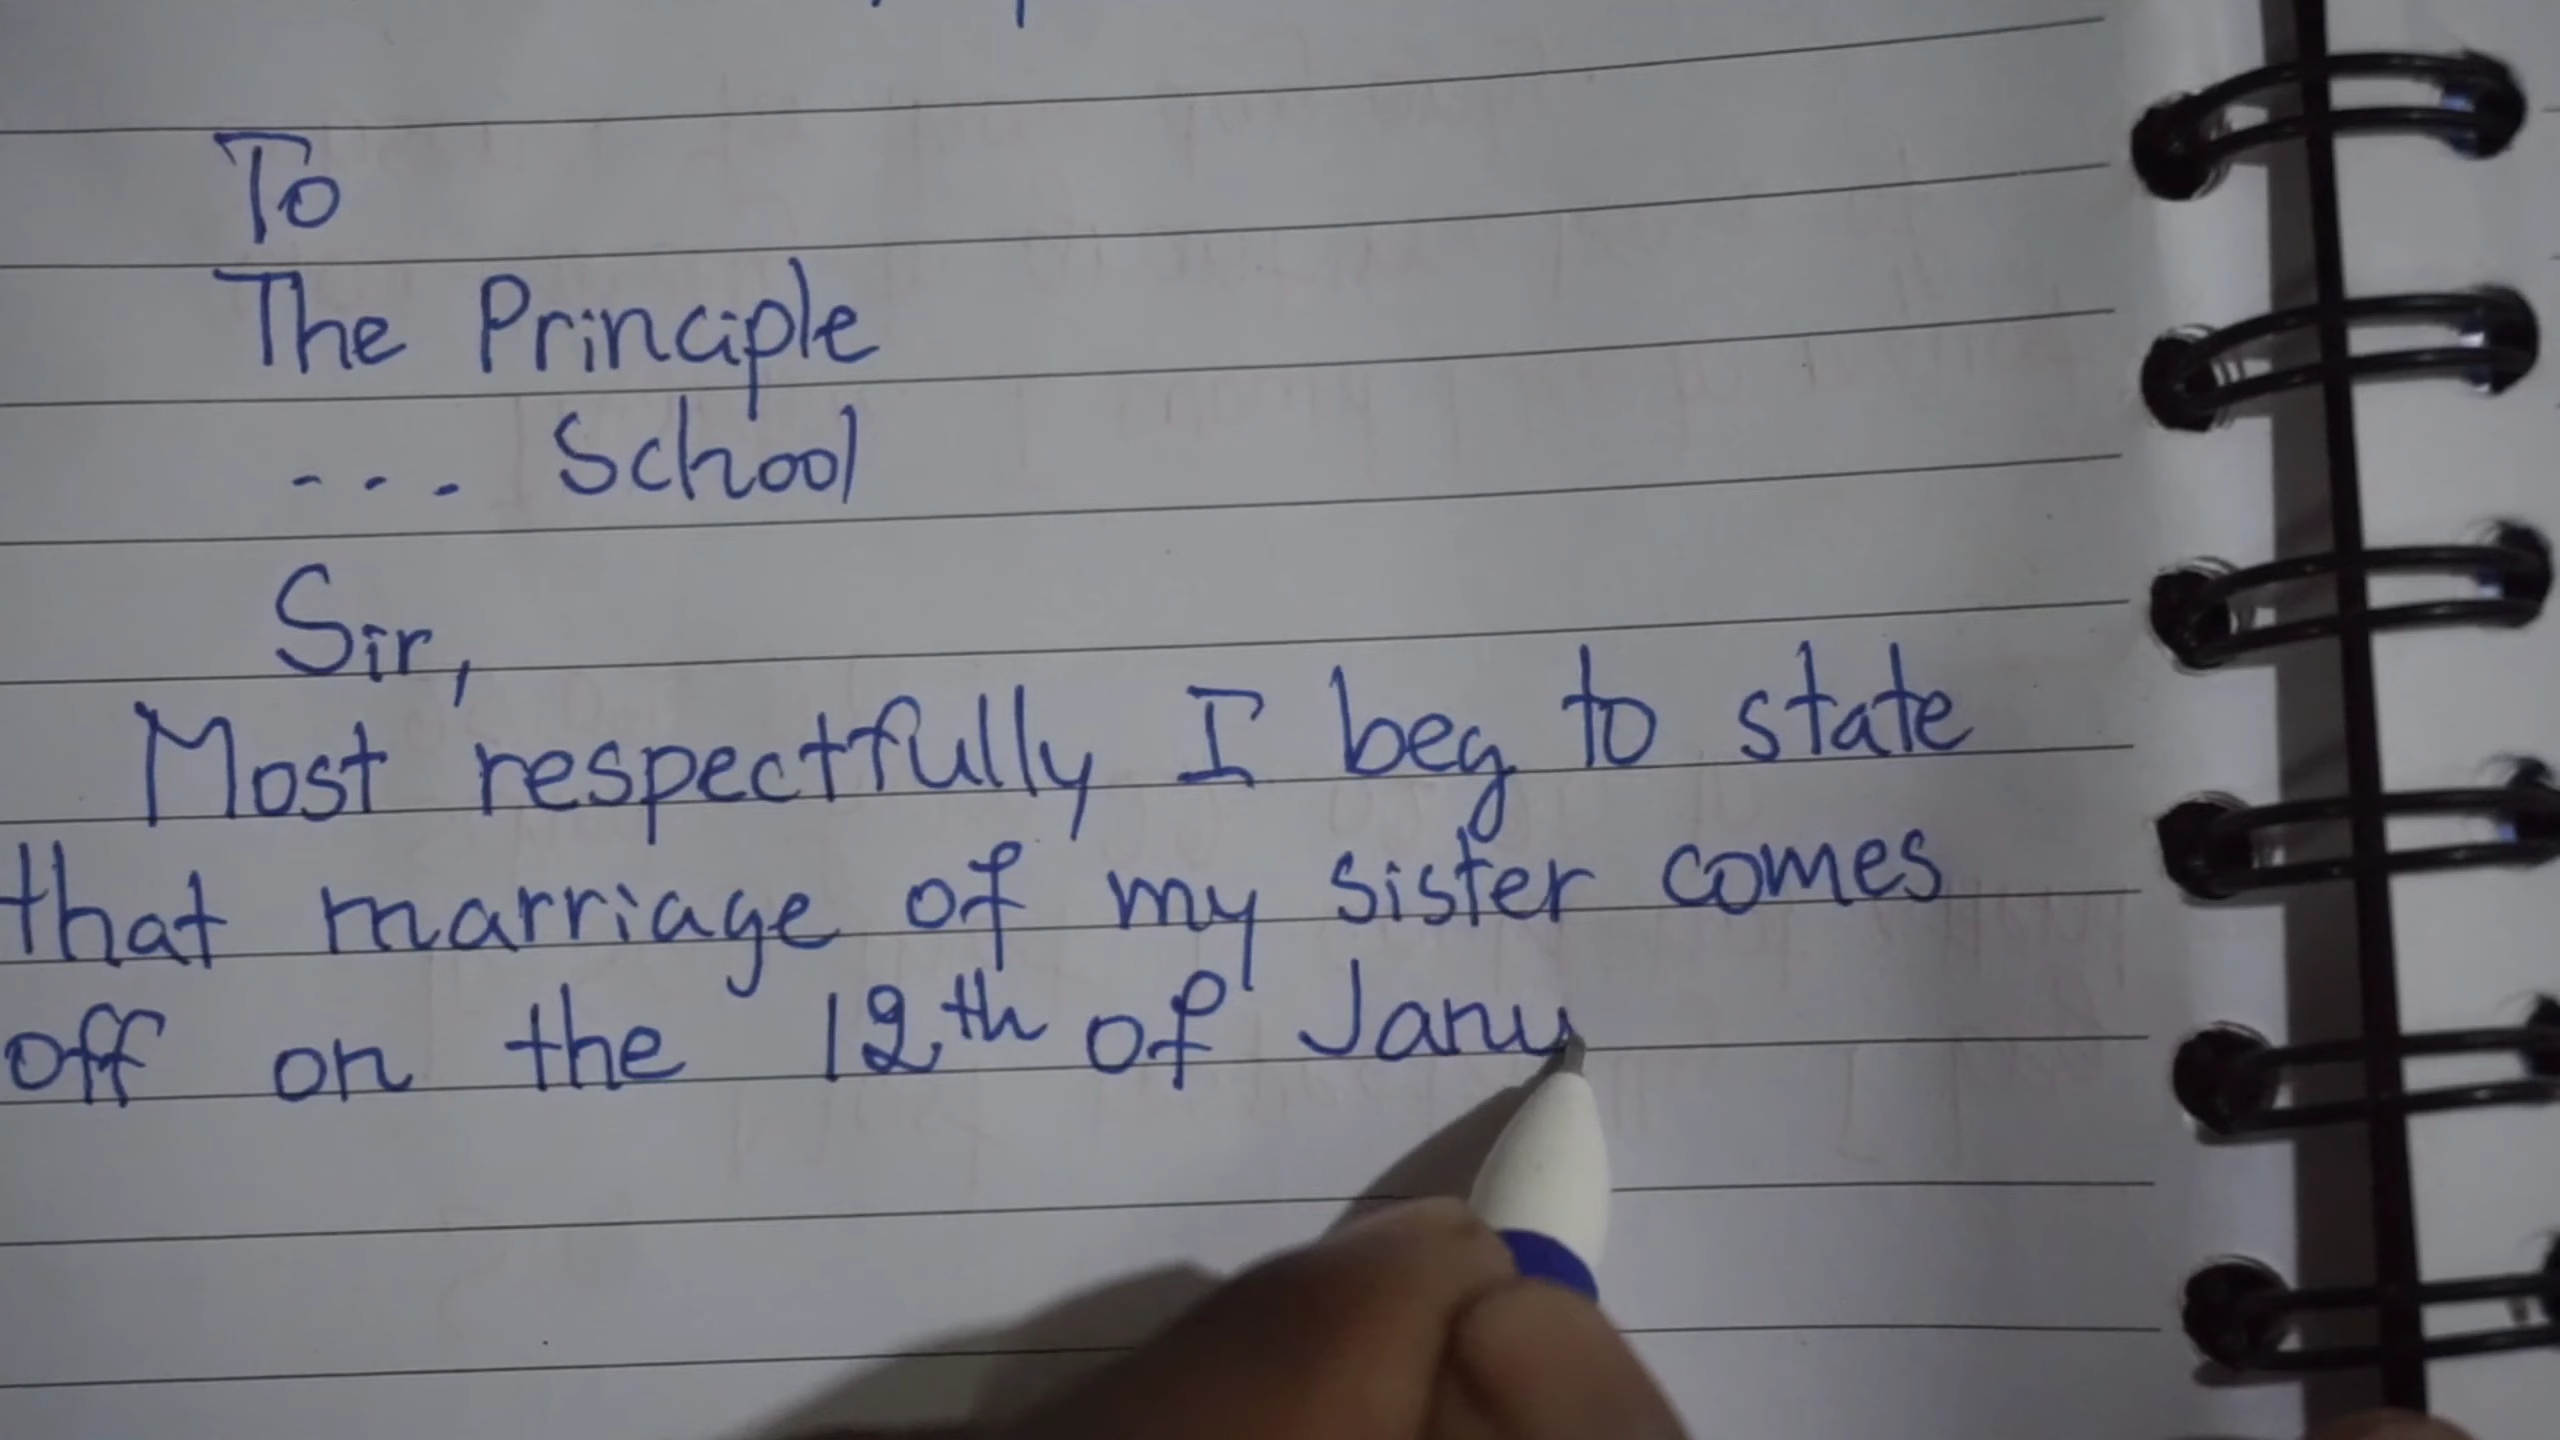 To
The Principle
.... School
Sir,
Most respectfully I beg to state
that marriage of my sister comes
off on the 12th of Janu